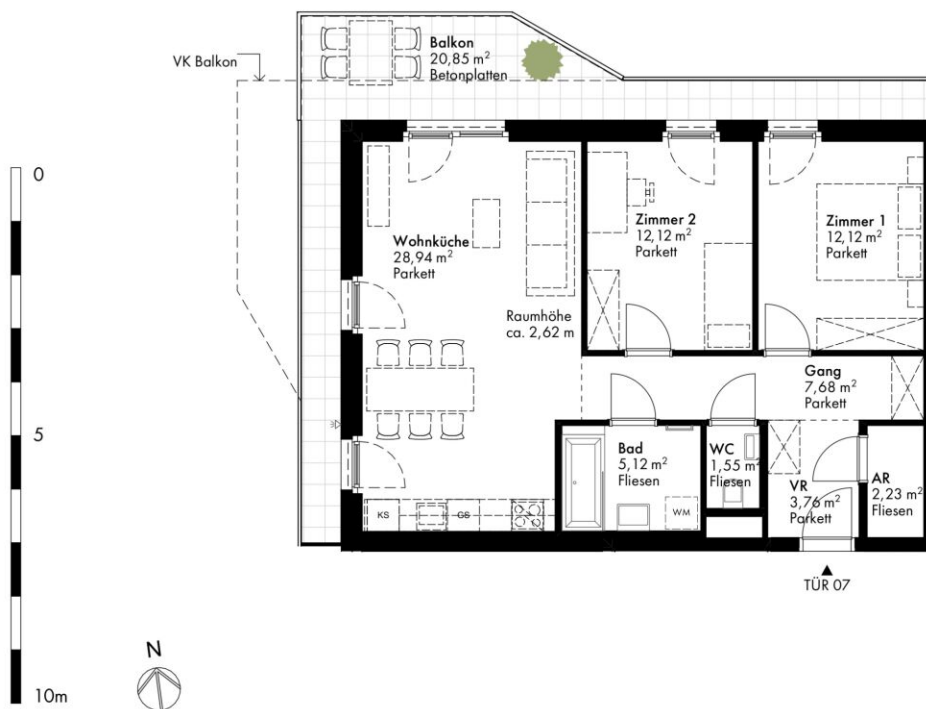 VK Balkon
Balkon
20,85 m²
Betonplatten
0
5
10m
Wohnküche
28,94 m²
Parkett
Raumhöhe
ca. 2,62 m
Zimmer 2
12,12 m²
Parkett
Zimmer 1
12,12 m²
Parkett
Gang
7,68 m²
Parkett
Bad
5,12 m²
Fliesen
WC
1,55 m²
Fliesen
VR
3,76 m²
Parkett
AR
2,23 m²
Fliesen
KS
GS
WM
TÜR 07
N